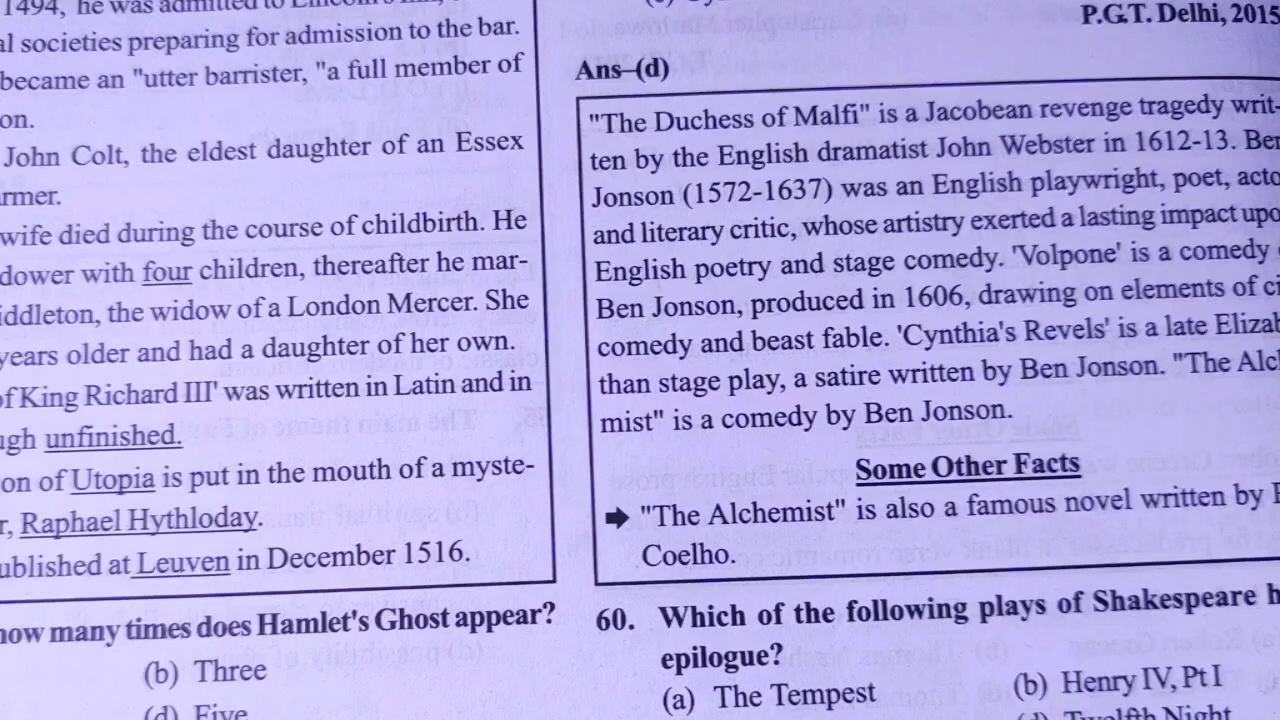 1494, he was admitted to
al societies preparing for admission to the bar.
became an "utter barrister, "a full member of
on.
John Colt, the eldest daughter of an Essex
rmer.
wife died during the course of childbirth. He
dower with four children, thereafter he mar-
iddleton, the widow of a London Mercer. She
years older and had a daughter of her own.
of King Richard III' was written in Latin and in
ugh unfinished.
on of Utopia is put in the mouth of a myste-
r, Raphael Hythloday.
ublished at Leuven in December 1516.
how many times does Hamlet's Ghost appear?
(b) Three
(d) Five
P.G.T. Delhi, 2015
Ans–(d)
"The Duchess of Malfi" is a Jacobean revenge tragedy writ-
ten by the English dramatist John Webster in 1612-13. Ben
Jonson (1572-1637) was an English playwright, poet, acto
and literary critic, whose artistry exerted a lasting impact upo
English poetry and stage comedy. 'Volpone' is a comedy
Ben Jonson, produced in 1606, drawing on elements of ci
comedy and beast fable. 'Cynthia's Revels' is a late Elizab
than stage play, a satire written by Ben Jonson. "The Alc
mist" is a comedy by Ben Jonson.
Some Other Facts
➡ "The Alchemist" is also a famous novel written by
Coelho.
60. Which of the following plays of Shakespeare h
epilogue?
(a) The Tempest
(b) Henry IV, Pt I
(d) Twelfth Night